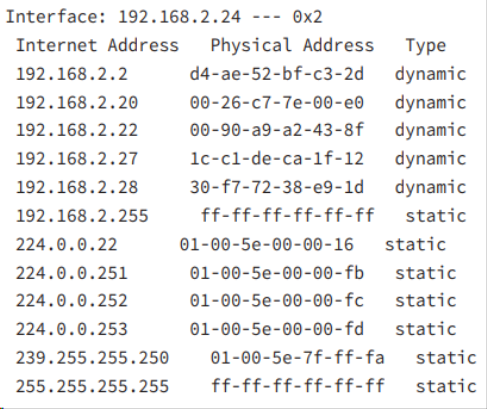 Interface: 192.168.2.24 --- 0x2
Internet Address Physical Address Type
192.168.2.2 d4-ae-52-bf-c3-2d dynamic
192.168.2.20 00-26-c7-7e-00-e0 dynamic
192.168.2.22 00-90-a9-a2-43-8f dynamic
192.168.2.27 1c-c1-de-ca-1f-12 dynamic
192.168.2.28 30-f7-72-38-e9-1d dynamic
192.168.2.255 ff-ff-ff-ff-ff-ff static
224.0.0.22 01-00-5e-00-00-16 static
224.0.0.251 01-00-5e-00-00-fb static
224.0.0.252 01-00-5e-00-00-fc static
224.0.0.253 01-00-5e-00-00-fd static
239.255.255.250 01-00-5e-7f-ff-fa static
255.255.255.255 ff-ff-ff-ff-ff-ff static